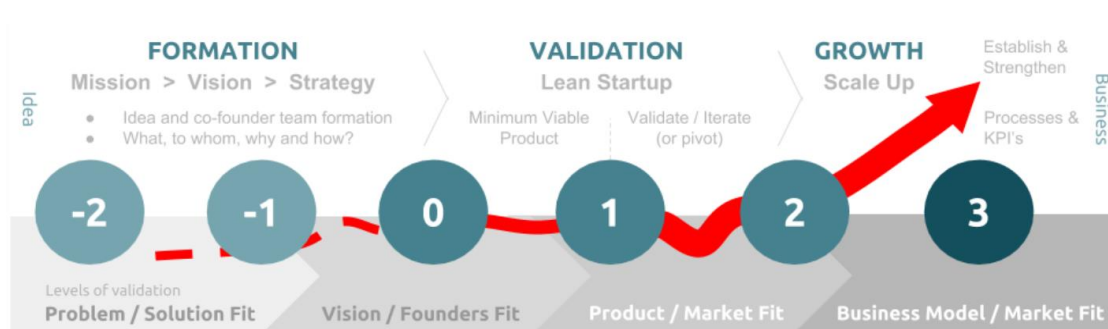 FORMATION
Mission > Vision > Strategy
● Idea and co-founder team formation
● What, to whom, why and how?
VALIDATION
Lean Startup
Minimum Viable
Product
Validate / Iterate
(or pivot)
GROWTH
Scale Up
Establish &
Strengthen
Processes &
KPI's
Idea
Business
-2
-1
0
1
2
3
Levels of validation
Problem / Solution Fit
Vision / Founders Fit
Product / Market Fit
Business Model / Market Fit